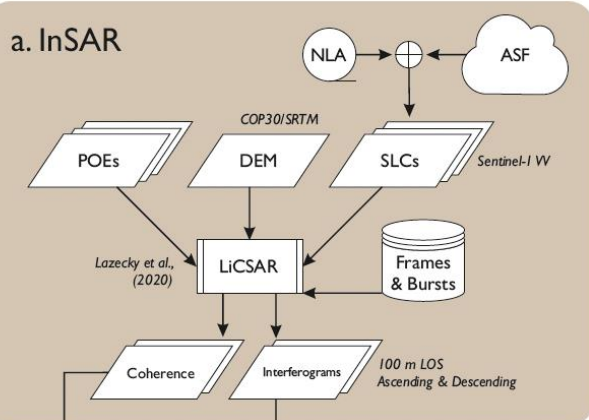 a. InSAR
NLA
ASF
COP30/SRTM
POEs
DEM
SLCs
Sentinel-1 VV
Lazecky et al.,
(2020)
LiCSAR
Frames
& Bursts
Coherence
Interferograms
100 m LOS
Ascending & Descending